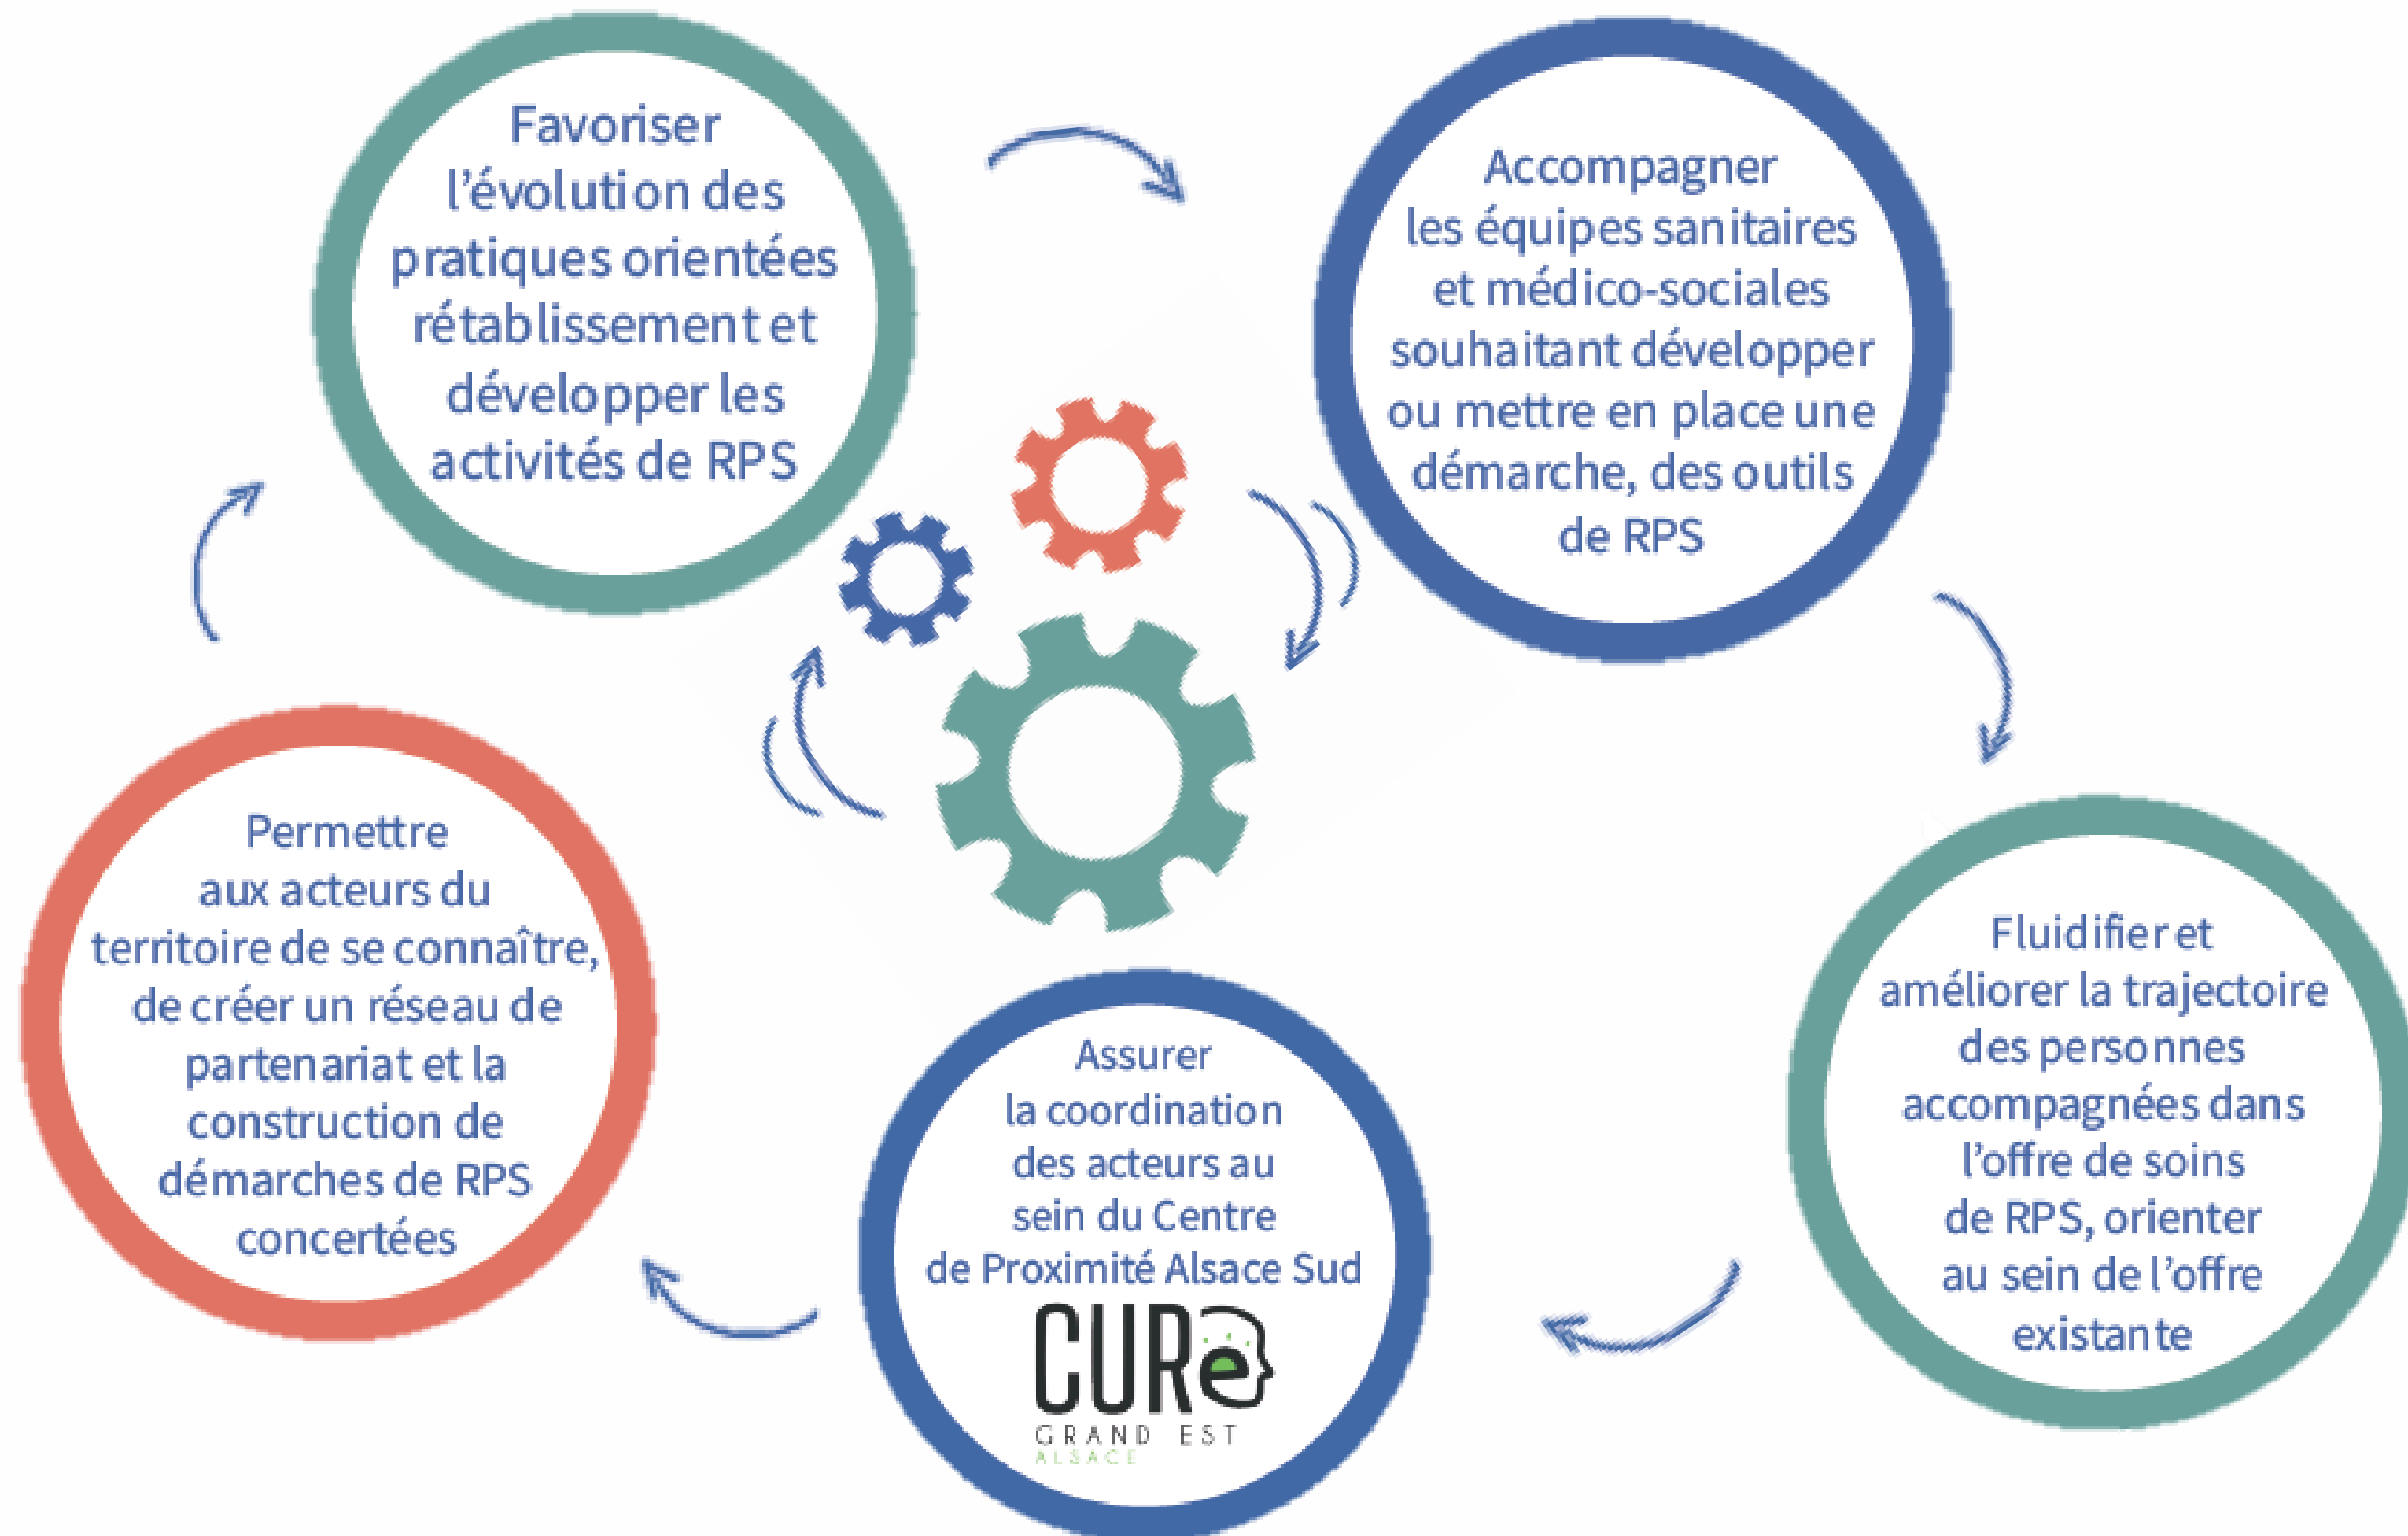 Favoriser
l’évolution des
pratiques orientées
rétablissement et
développer les
activités de RPS
Accompagner
les équipes sanitaires
et médico-sociales
souhaitant développer
ou mettre en place une
démarche, des outils
de RPS
Fluidifier et
améliorer la trajectoire
des personnes
accompagnées dans
l’offre de soins
de RPS, orienter
au sein de l’offre
existante
Assurer
la coordination
des acteurs au
sein du Centre
de Proximité Alsace Sud
CURe
GRAND EST
ALSACE
Permettre
aux acteurs du
territoire de se connaître,
de créer un réseau de
partenariat et la
construction de
démarches de RPS
concertées